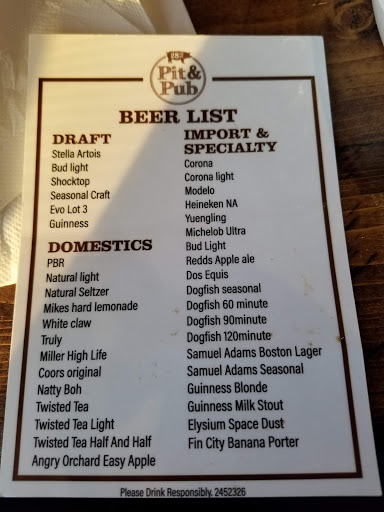 Pit&
Pub
BEER LIST
DRAFT
Stella Artois
Bud light
Shocktop
Seasonal Craft
Evo Lot 3
Guinness
DOMESTICS
PBR
Natural light
Natural Seltzer
Mikes hard lemonade
White claw
Truly
Miller High Life
Coors original
Natty Boh
Twisted Tea
Twisted Tea Light
Twisted Tea Half And Half
Angry Orchard Easy Apple
IMPORT &
SPECIALTY
Corona
Corona light
Modelo
Heineken NA
Yuengling
Michelob Ultra
Bud Light
Redds Apple ale
Dos Equis
Dogfish seasonal
Dogfish 60 minute
Dogfish 90minute
Dogfish 120minute
Samuel Adams Boston Lager
Samuel Adams Seasonal
Guinness Blonde
Guinness Milk Stout
Elysium Space Dust
Fin City Banana Porter
Please Drink Responsibly. 2452326